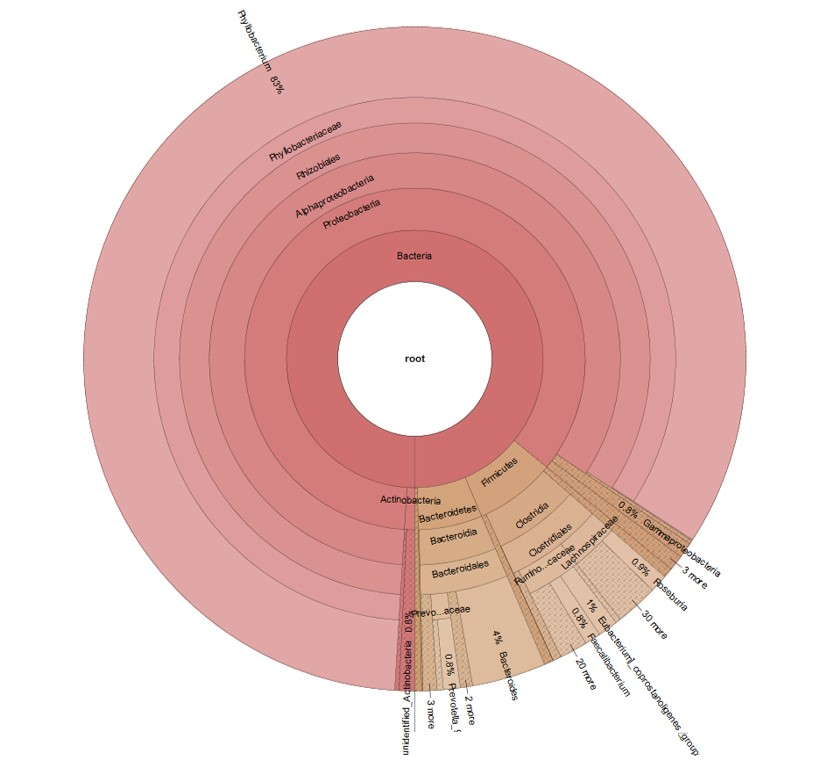 Phyllobacterium 83%
Phyllobacteriaceae
Rhizobiales
Alphaproteobacteria
Proteobacteria
Bacteria
root
Firmicutes
Actinobacteria
Bacteroidetes
Clostridia
Bacteroidia
Clostridiales
Bacteroidales
Rumino...caceae
Lachnospiraceae
Prevo...aceae
0.8% Gammaproteobacteria
3 more
0.9% Roseburia
30 more
1% Eubacterium]_coprostanoligenes_group
0.8% Faecalibacterium
20 more
4% Bacteroides
2 more
0.8% Prevotella_9
3 more
unidentified_Actinobacteria 0.8%